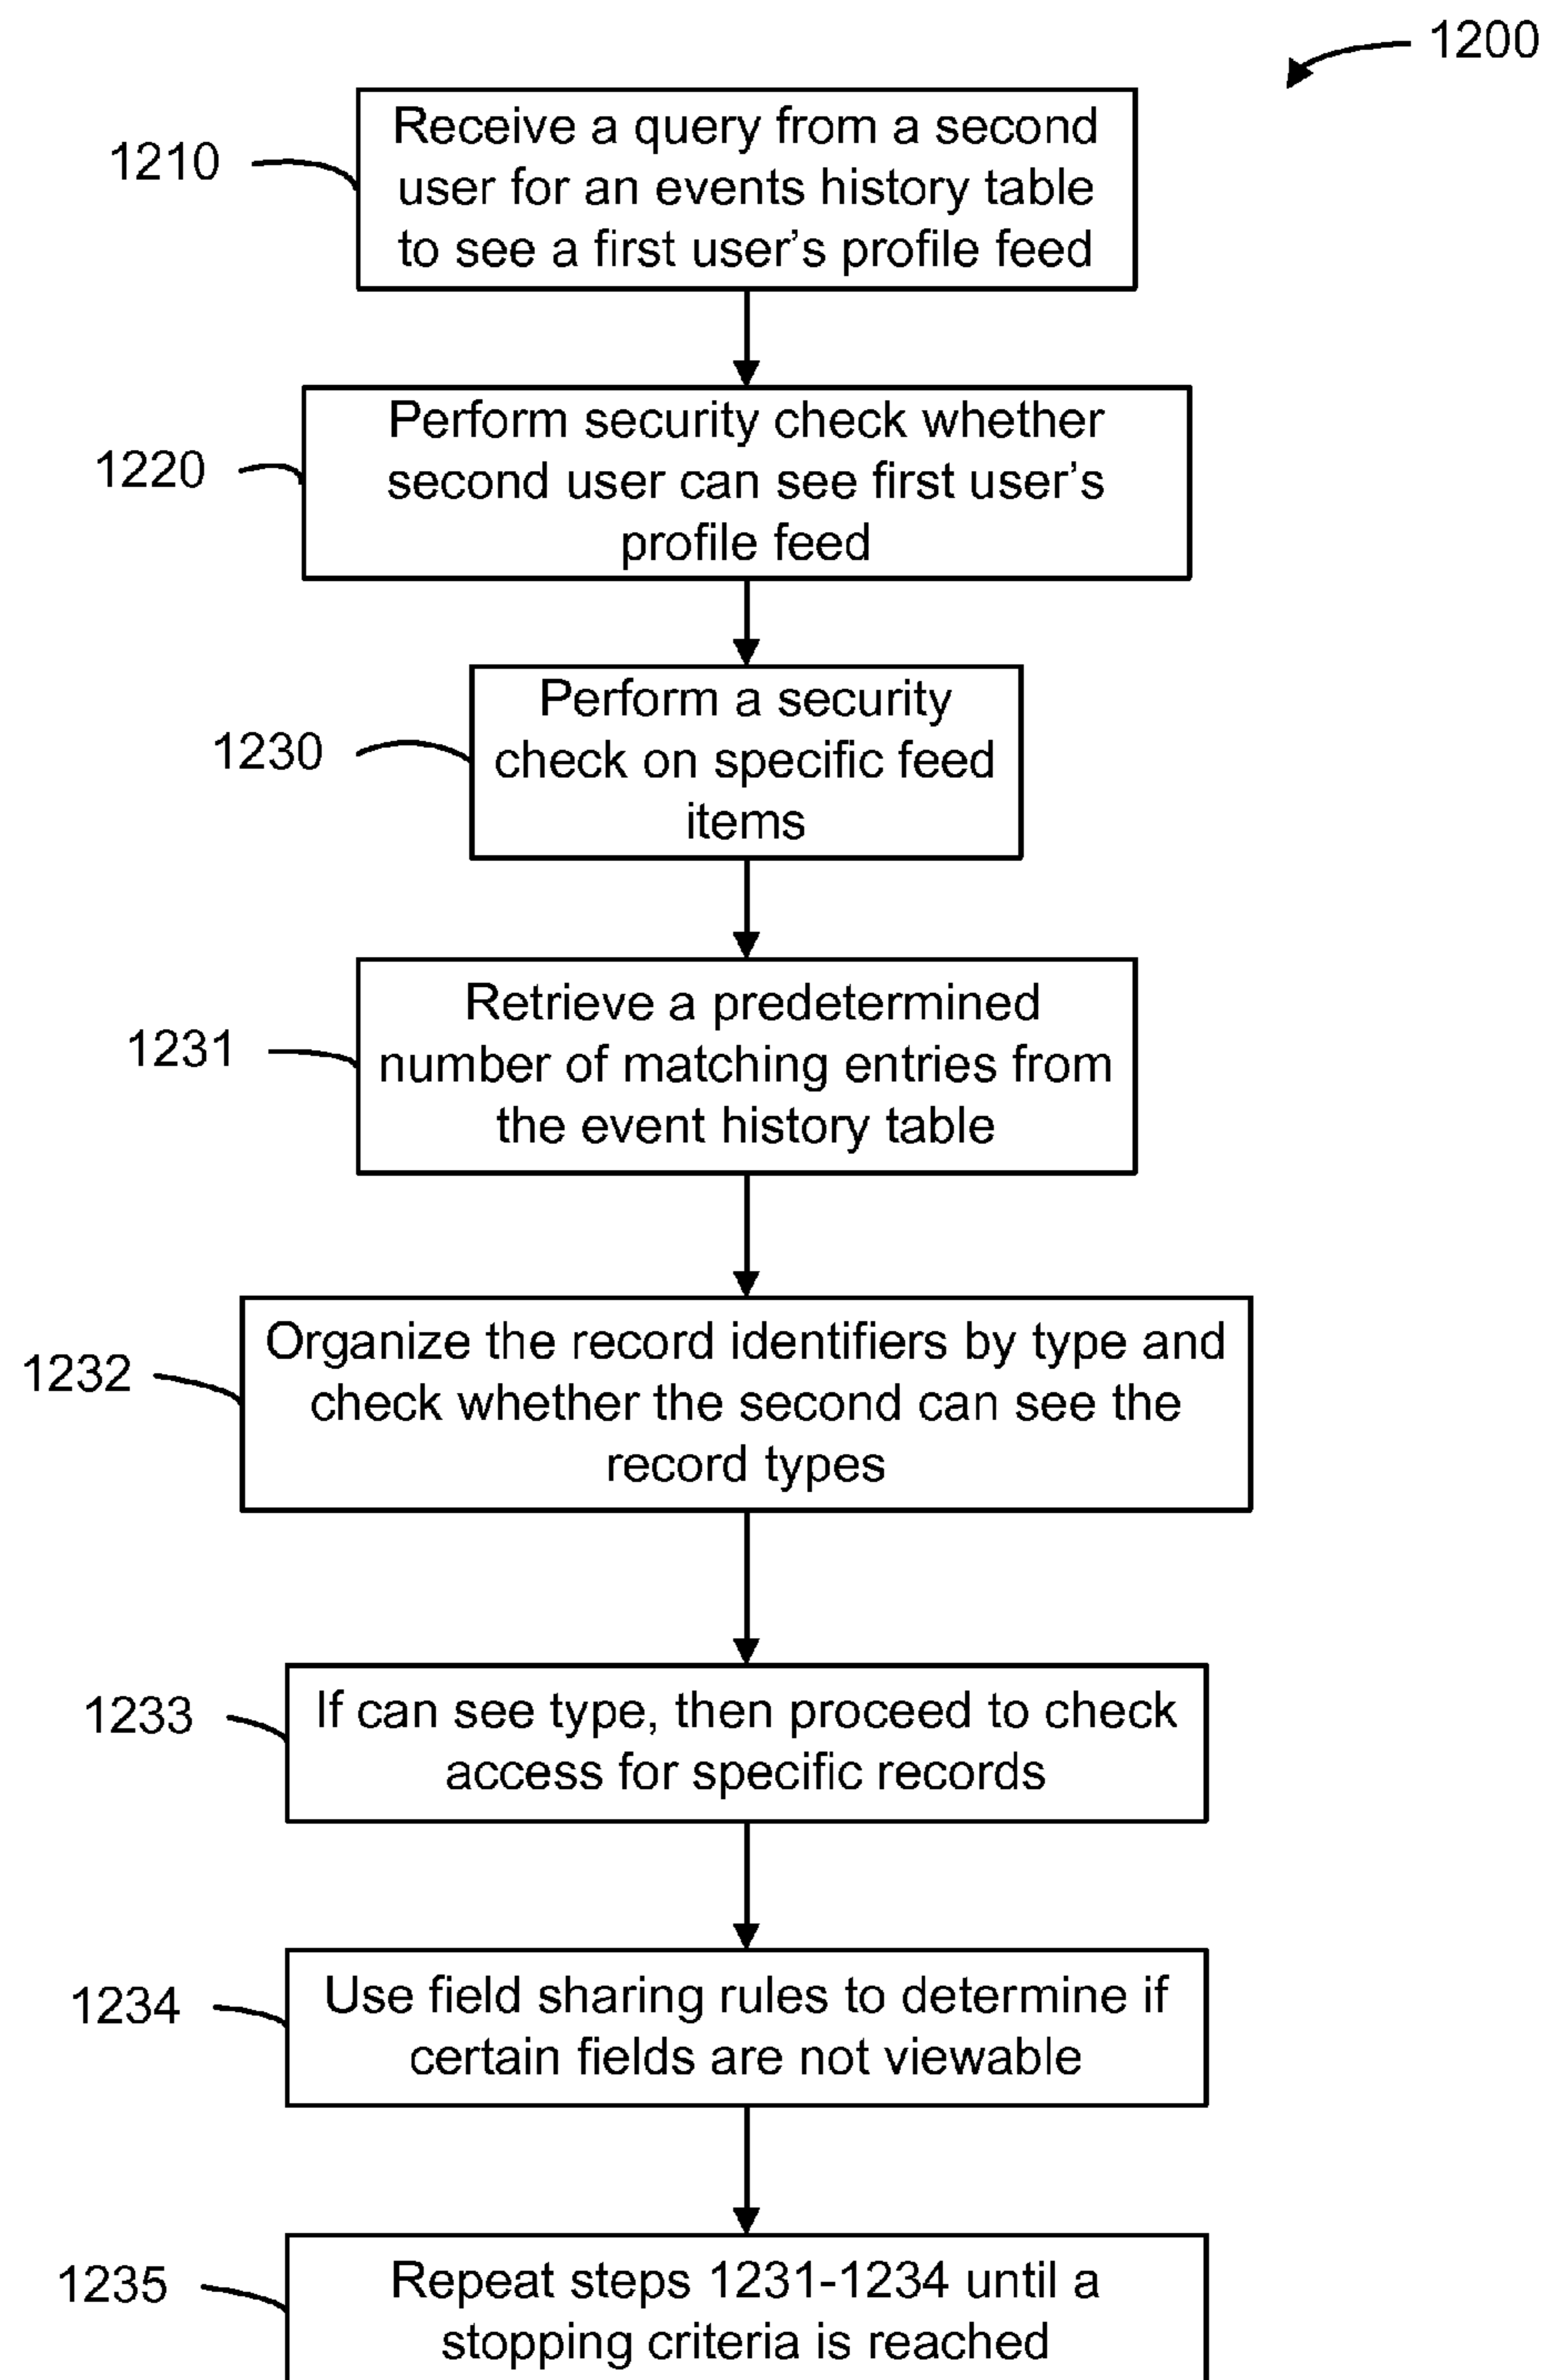 1200
1210
Receive a query from a second
user for an events history table
to see a first user's profile feed
1220
Perform security check whether
second user can see first user's
profile feed
1230
Perform a security
check on specific feed
items
1231
Retrieve a predetermined
number of matching entries from
the event history table
1232
Organize the record identifiers by type and
check whether the second can see the
record types
1233
If can see type, then proceed to check
access for specific records
1234
Use field sharing rules to determine if
certain fields are not viewable
1235
Repeat steps 1231-1234 until a
stopping criteria is reached